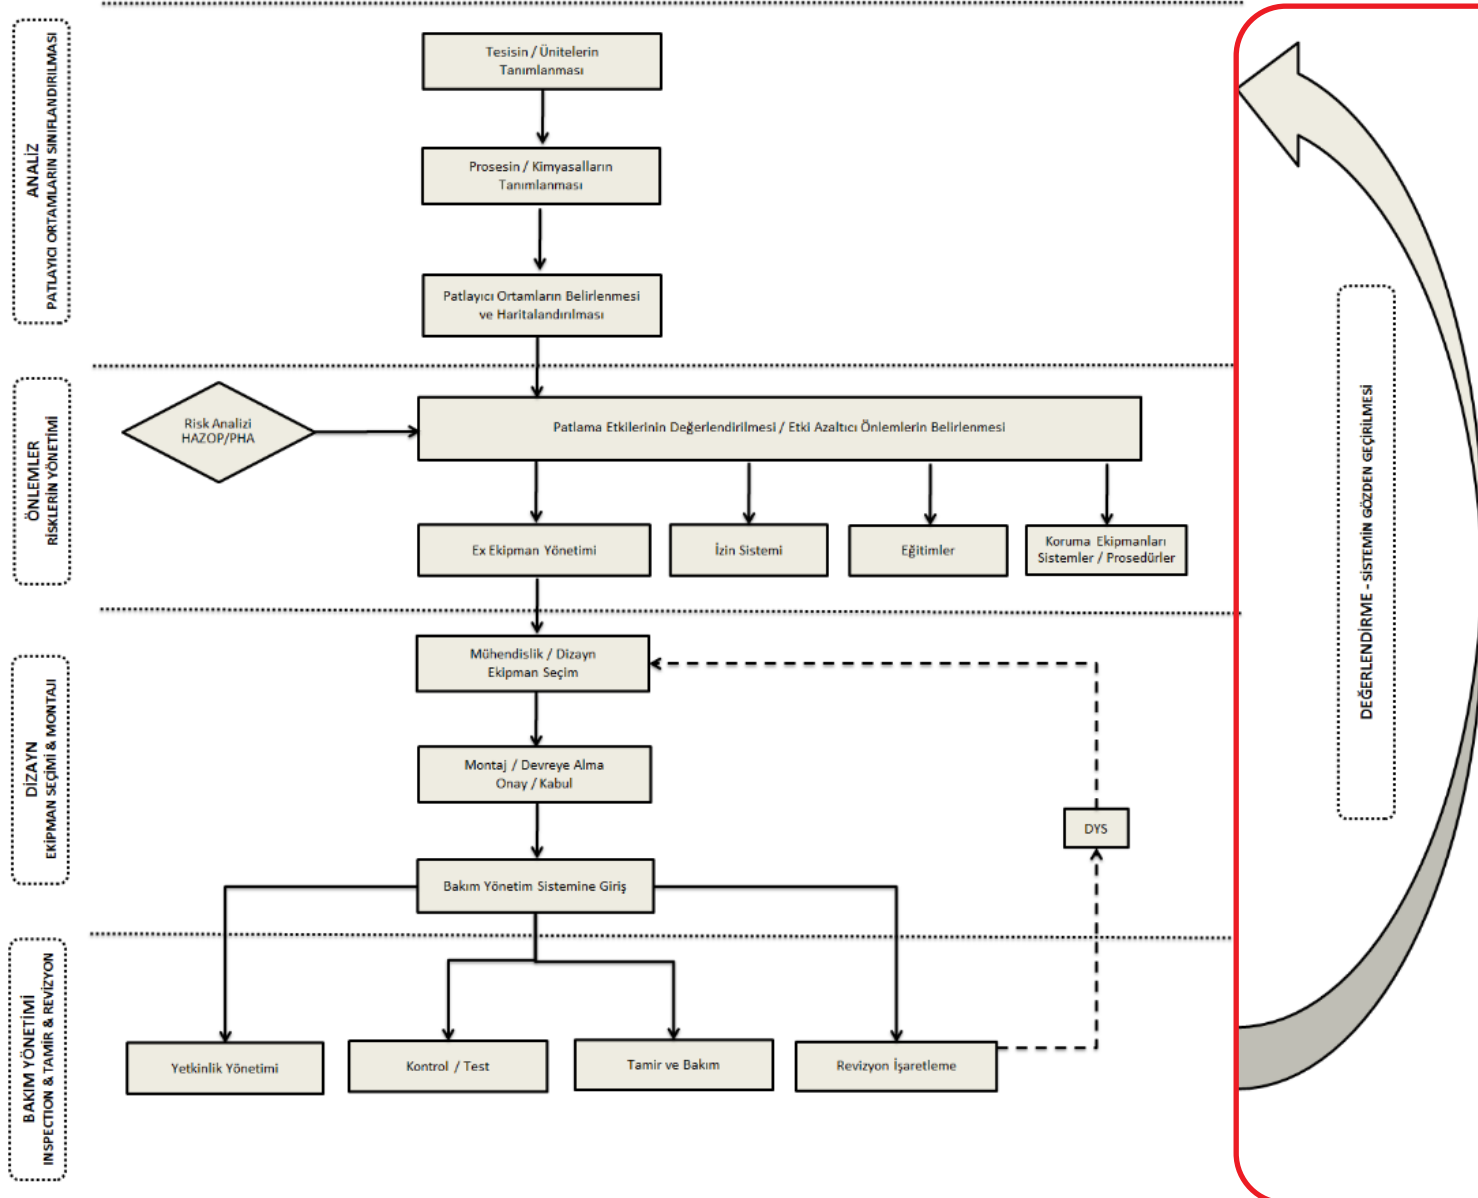 ANALİZ
PATLAYICI ORTAMLARIN SINIFLANDIRILMASI
Tesisin / Ünitelerin
Tanımlanması
Prosesin / Kimyasalların
Tanımlanması
Patlayıcı Ortamların Belirlenmesi
ve Haritalandırılması
ÖNLEMLER
RİSKLERİN YÖNETİMİ
Risk Analizi
HAZOP/PHA
Patlama Etkilerinin Değerlendirilmesi / Etki Azaltıcı Önlemlerin Belirlenmesi
Ex Ekipman Yönetimi
İzin Sistemi
Eğitimler
Koruma Ekipmanları
Sistemler / Prosedürler
DİZAYN
EKİPMAN SEÇİMİ & MONTAJI
Mühendislik / Dizayn
Ekipman Seçim
Montaj / Devreye Alma
Onay / Kabul
DYS
Bakım Yönetim Sistemine Giriş
BAKIM YÖNETİMİ
INSPECTION & TAMİR & REVİZYON
Yetkinlik Yönetimi
Kontrol / Test
Tamir ve Bakım
Revizyon İşaretleme
DEĞERLENDİRME - SİSTEMİN GÖZDEN GEÇİRİLMESİ